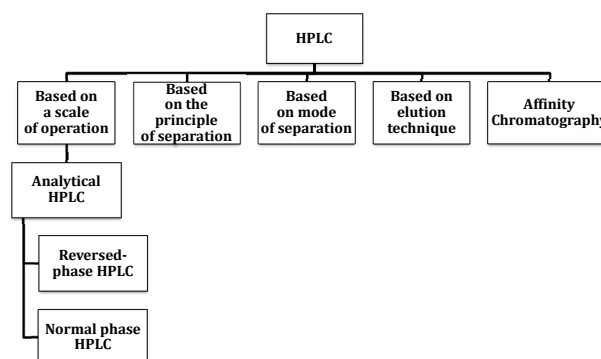 HPLC
Based on
a scale
of operation
Based
on the
principle
of separation
Based
on mode
of separation
Based on
elution
technique
Affinity
Chromatography
Analytical
HPLC
Reversed-
phase HPLC
Normal phase
HPLC